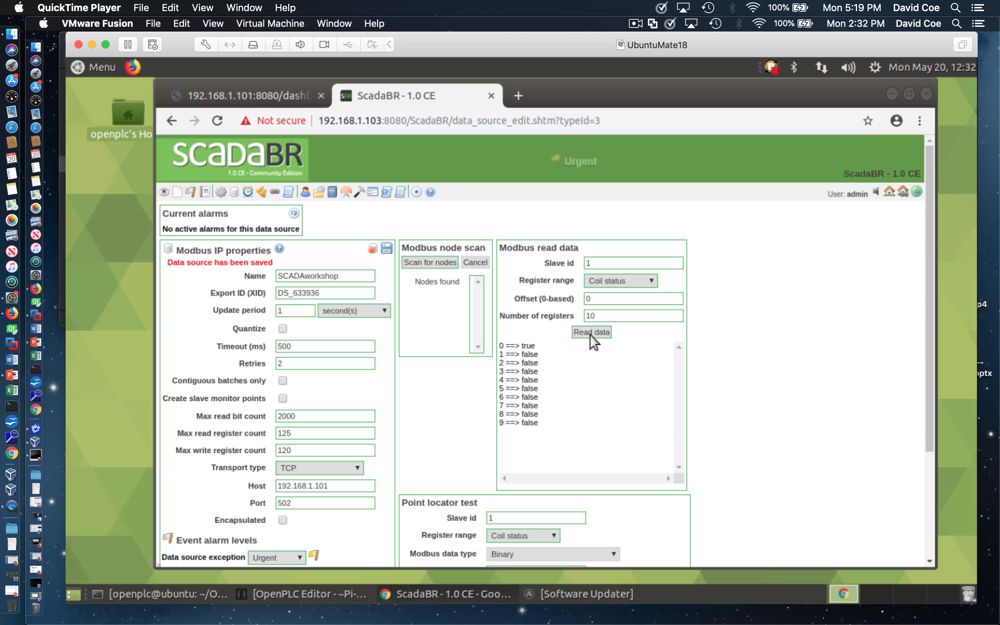 QuickTime Player File Edit View Window Help 100% Mon 5:19 PM David Coe
VMware Fusion File Edit View Virtual Machine Window Help 100% Mon 2:32 PM David Coe
UbuntuMate18
Menu Mon May 20, 12:32
192.168.1.101:8080/dashb ScadaBR - 1.0 CE
Not secure 192.168.1.103:8080/ScadaBR/data_source_edit.shtm?typeId=3
openplc's Ho
scaDaBR
1.0 CE - Community Edition
Urgent
ScadaBR - 1.0 CE
User: admin
Current alarms
No active alarms for this data source
Modbus IP properties
Data source has been saved
Name SCADAworkshop
Export ID (XID) DS_633936
Update period 1 second(s)
Quantize
Timeout (ms) 500
Retries 2
Contiguous batches only
Create slave monitor points
Max read bit count 2000
Max read register count 125
Max write register count 120
Transport type TCP
Host 192.168.1.101
Port 502
Encapsulated
Event alarm levels
Data source exception Urgent
Modbus node scan
Scan for nodes Cancel
Nodes found
Modbus read data
Slave id 1
Register range Coil status
Offset (0-based) 0
Number of registers 10
Read data
0 ==> true
1 ==> false
2 ==> false
3 ==> false
4 ==> false
5 ==> false
6 ==> false
7 ==> false
8 ==> false
9 ==> false
Point locator test
Slave id 1
Register range Coil status
Modbus data type Binary
p4
pptx
[openplc@ubuntu: ~/O... [OpenPLC Editor - ~Pi-... ScadaBR - 1.0 CE - Goo... [Software Updater]